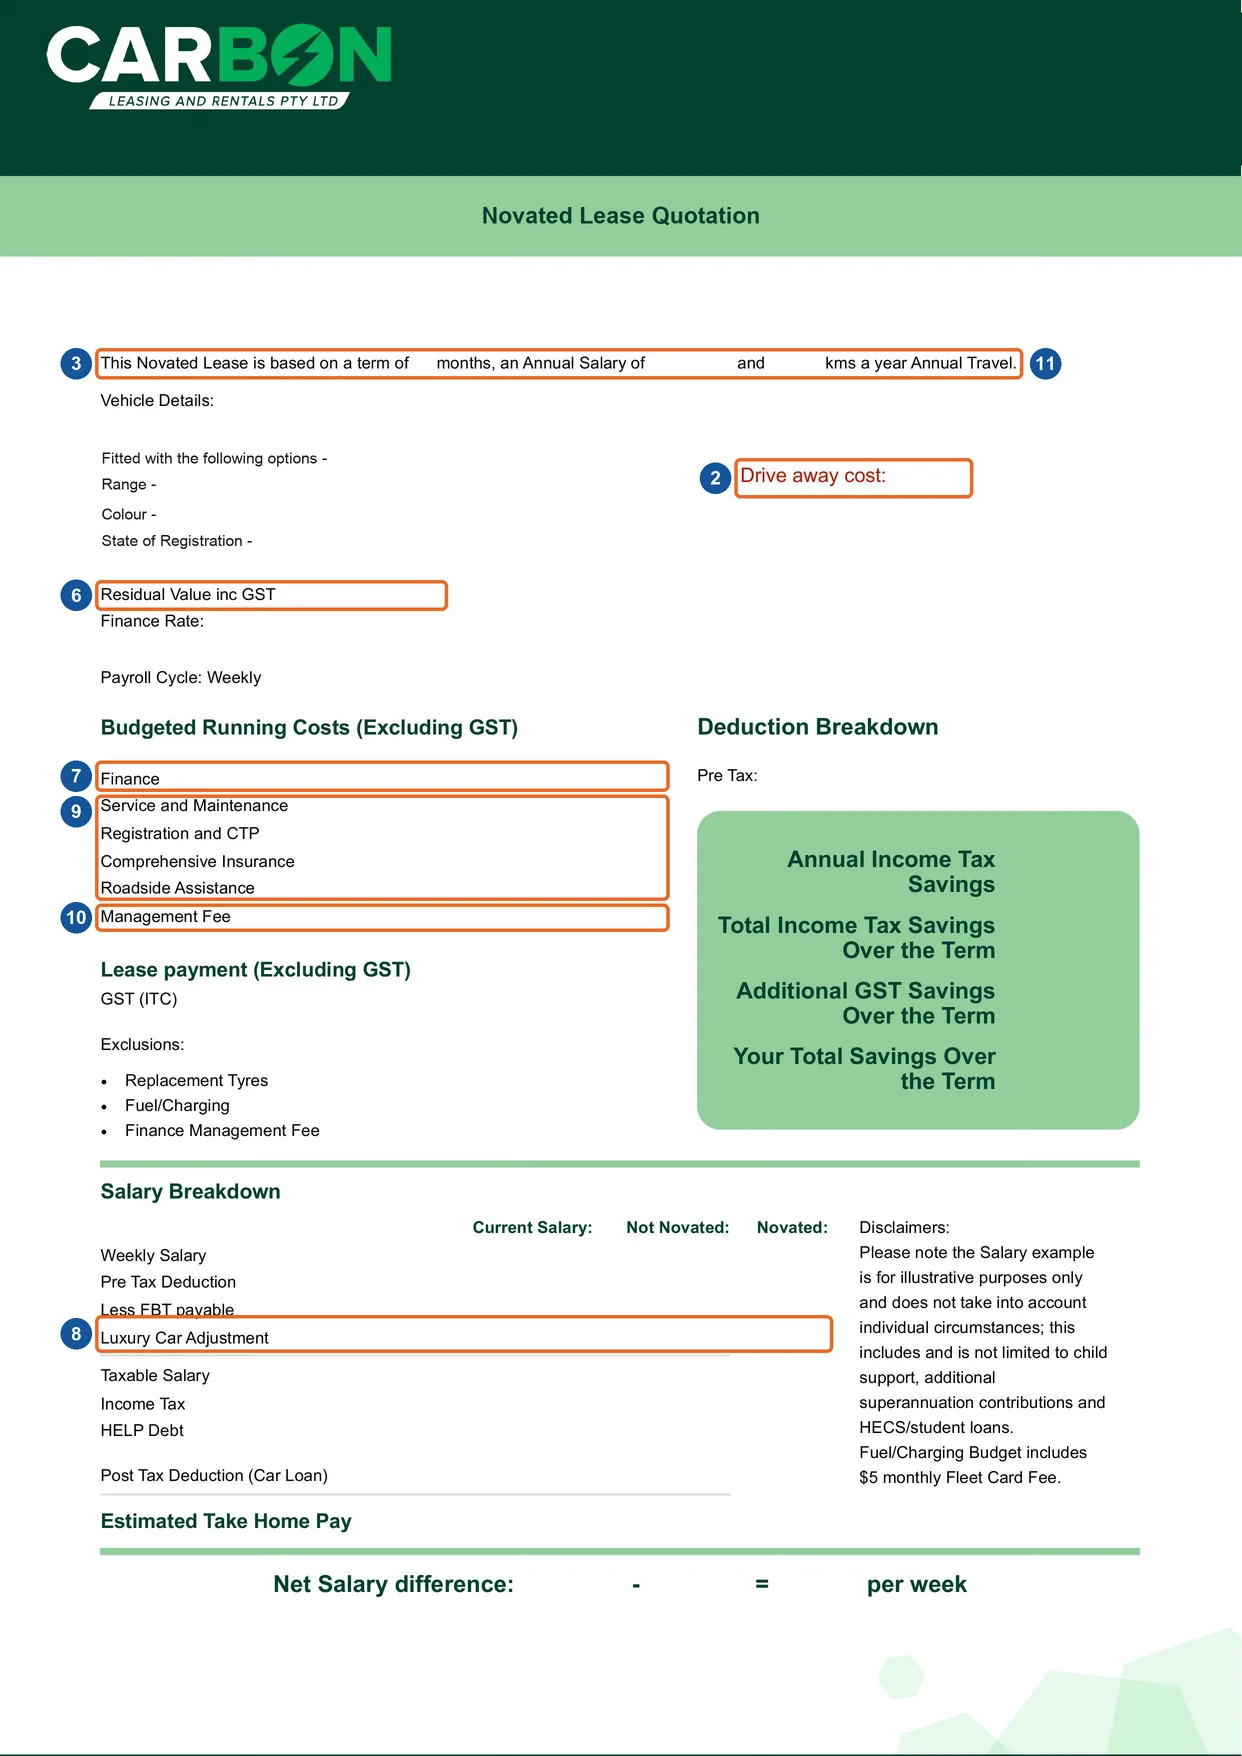 CARBON
LEASING AND RENTALS PTY LTD
Novated Lease Quotation
3 This Novated Lease is based on a term of months, an Annual Salary of and kms a year Annual Travel. 11
Vehicle Details:
Fitted with the following options -
2 Drive away cost:
Range -
Colour -
State of Registration -
6 Residual Value inc GST
Finance Rate:
Payroll Cycle: Weekly
Budgeted Running Costs (Excluding GST)
7 Finance
9 Service and Maintenance
Registration and CTP
Comprehensive Insurance
Roadside Assistance
10 Management Fee
Lease payment (Excluding GST)
GST (ITC)
Exclusions:
• Replacement Tyres
• Fuel/Charging
• Finance Management Fee
Deduction Breakdown
Pre Tax:
Annual Income Tax
Savings
Total Income Tax Savings
Over the Term
Additional GST Savings
Over the Term
Your Total Savings Over
the Term
Salary Breakdown
Current Salary: Not Novated: Novated:
Weekly Salary
Pre Tax Deduction
Less FBT payable
8 Luxury Car Adjustment
Taxable Salary
Income Tax
HELP Debt
Post Tax Deduction (Car Loan)
Estimated Take Home Pay
Disclaimers:
Please note the Salary example
is for illustrative purposes only
and does not take into account
individual circumstances; this
includes and is not limited to child
support, additional
superannuation contributions and
HECS/student loans.
Fuel/Charging Budget includes
$5 monthly Fleet Card Fee.
Net Salary difference: - = per week